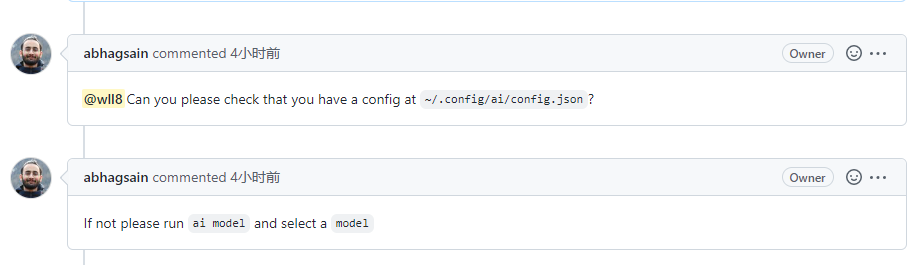 abhagsain commented 4小时前 Owner
@wll8 Can you please check that you have a config at ~/.config/ai/config.json ?
abhagsain commented 4小时前 Owner
If not please run ai model and select a model